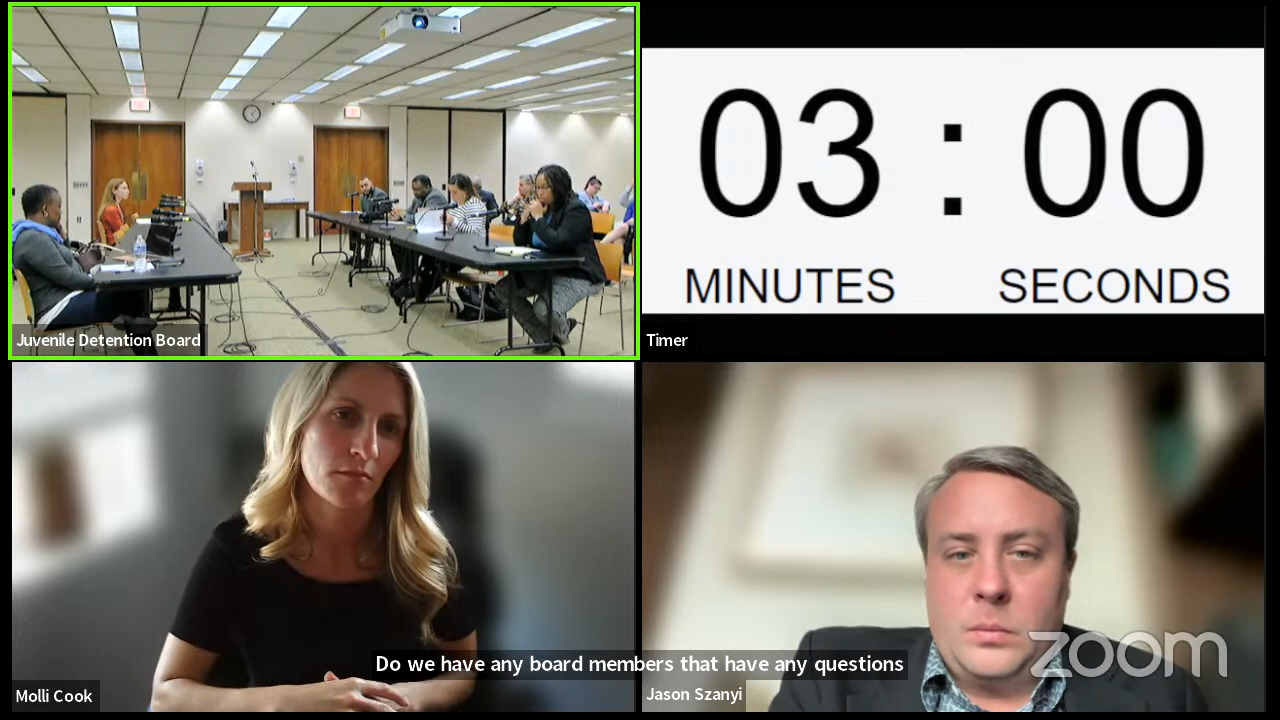 03 : 00
MINUTES SECONDS
Juvenile Detention Board
Timer
Do we have any board members that have any questions
zoom
Molli Cook
Jason Szanyi